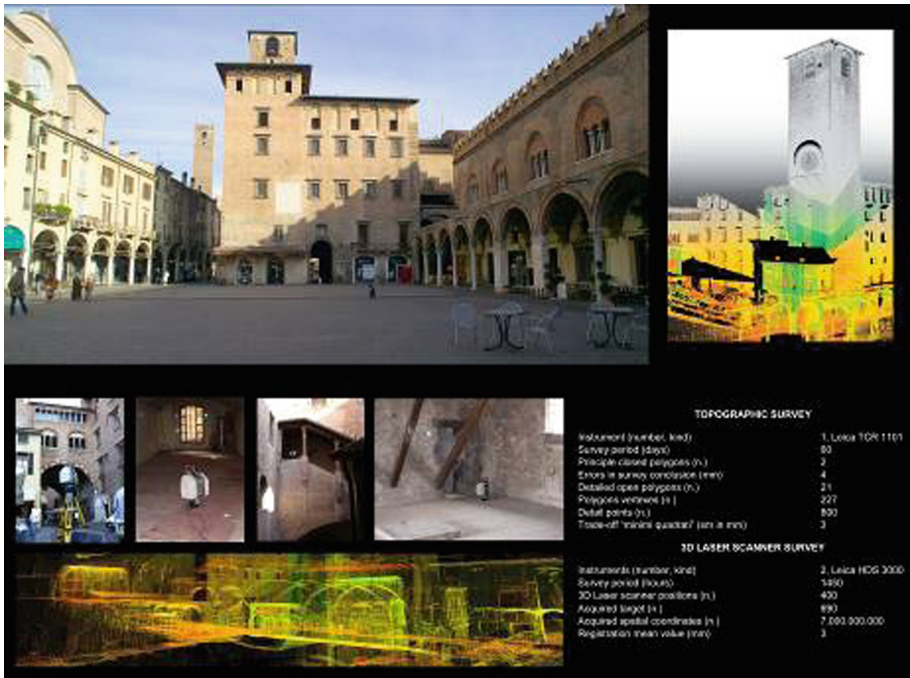 TOPOGRAPHIC SURVEY
Instrument (number, kind) 1, Leica TCR 1101
Survey period (days) 60
Principle closed polygons (n.) 2
Errors in survey conclusion (mm) 4
Detailed open polygons (n.) 21
Polygons vertexes (n.) 227
Detail points (n.) 800
Trade-off "minimi quadrati" (sm in mm) 3
3D LASER SCANNER SURVEY
Instruments (number, kind) 2, Leica HDS 3000
Survey period (hours) 1450
3D Laser scanner positions (n.) 400
Acquired target (n.) 690
Acquired spatial coordinates (n.) 7.000.000.000
Registration mean value (mm) 3